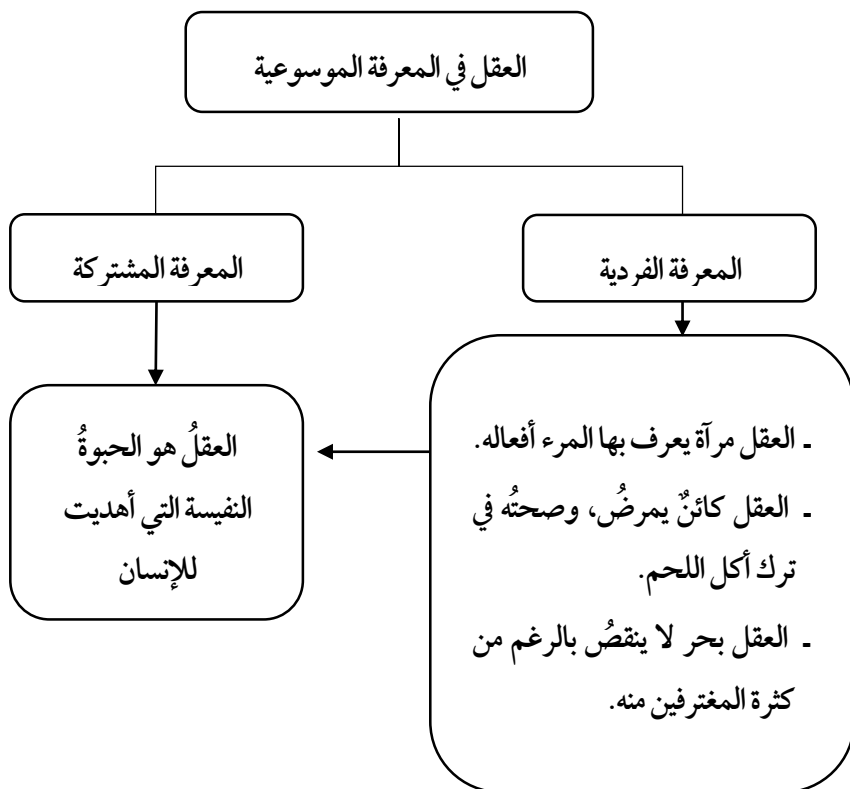 العقل في المعرفة الموسوعية
المعرفة الفردية
المعرفة المشتركة
ـ العقل مرآة يعرف بها المرء أفعاله.
ـ العقل كائنٌ يمرضُ، وصحتُه في
ترك أكل اللحم.
ـ العقل بحر لا ينقصُ بالرغم من
كثرة المغترفين منه.
العقلُ هو الحبوةُ
النفيسة التي أهديت
للإنسان